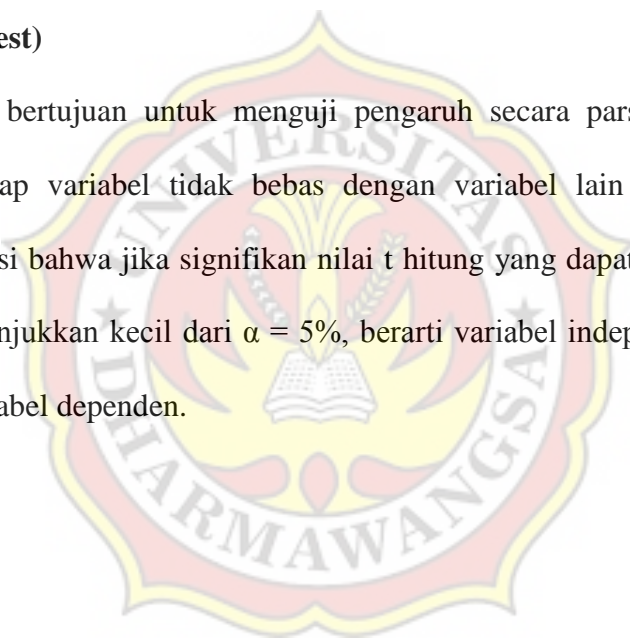 est)
bertujuan untuk menguji pengaruh secara pars
ap variabel tidak bebas dengan variabel lain
si bahwa jika signifikan nilai t hitung yang dapat
njukkan kecil dari α = 5%, berarti variabel indep
abel dependen.
UNIVERSITAS
DHARMAWANGSA